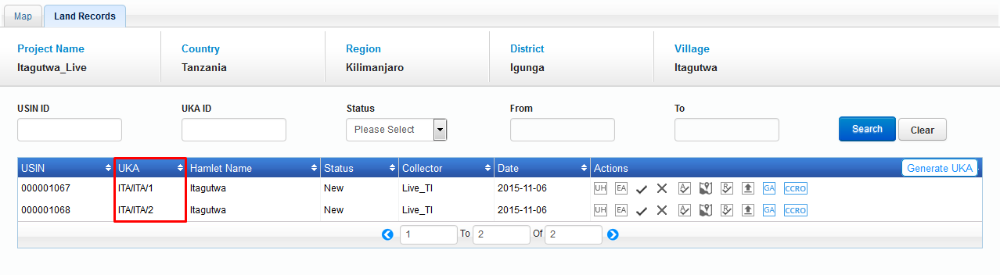 Map Land Records
Project Name Country Region District Village
Itagutwa_Live Tanzania Kilimanjaro Igunga Itagutwa
USIN ID UKA ID Status From To
Please Select Search Clear
USIN UKA Hamlet Name Status Collector Date Actions Generate UKA
000001067 ITA/ITA/1 Itagutwa New Live_TI 2015-11-06 UH EA A R GA CCRO
000001068 ITA/ITA/2 Itagutwa New Live_TI 2015-11-06 UH EA A R GA CCRO
1 To 2 Of 2